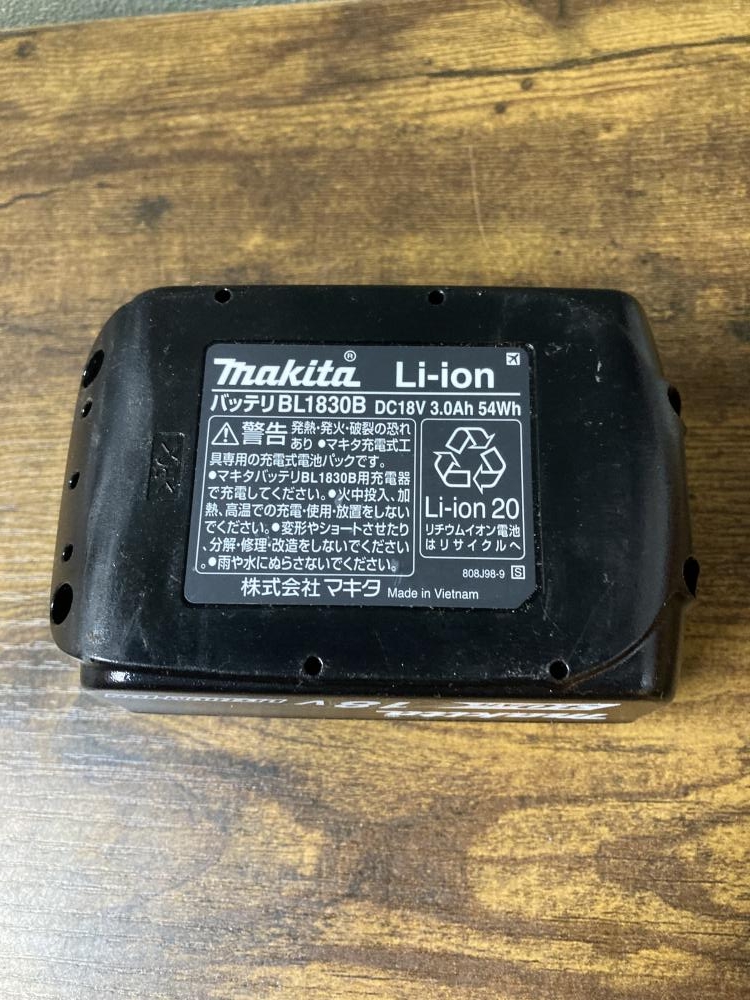 makita® Li-ion
バッテリBL1830B DC18V 3.0Ah 54Wh
警告 発熱・発火・破裂の恐れ
あり ●マキタ充電式工
具専用の充電式電池パックです。
●マキタバッテリBL1830B用充電器
で充電してください。●火中投入、加
熱、高温での充電・使用・放置をしない
でください。●変形やショートさせたり
、分解・修理・改造をしないでください
。●雨や水にぬらさないでください。
Li-ion 20
リチウムイオン電池
はリサイクルへ
808J98-9 S
株式会社マキタ Made in Vietnam
makita 18V